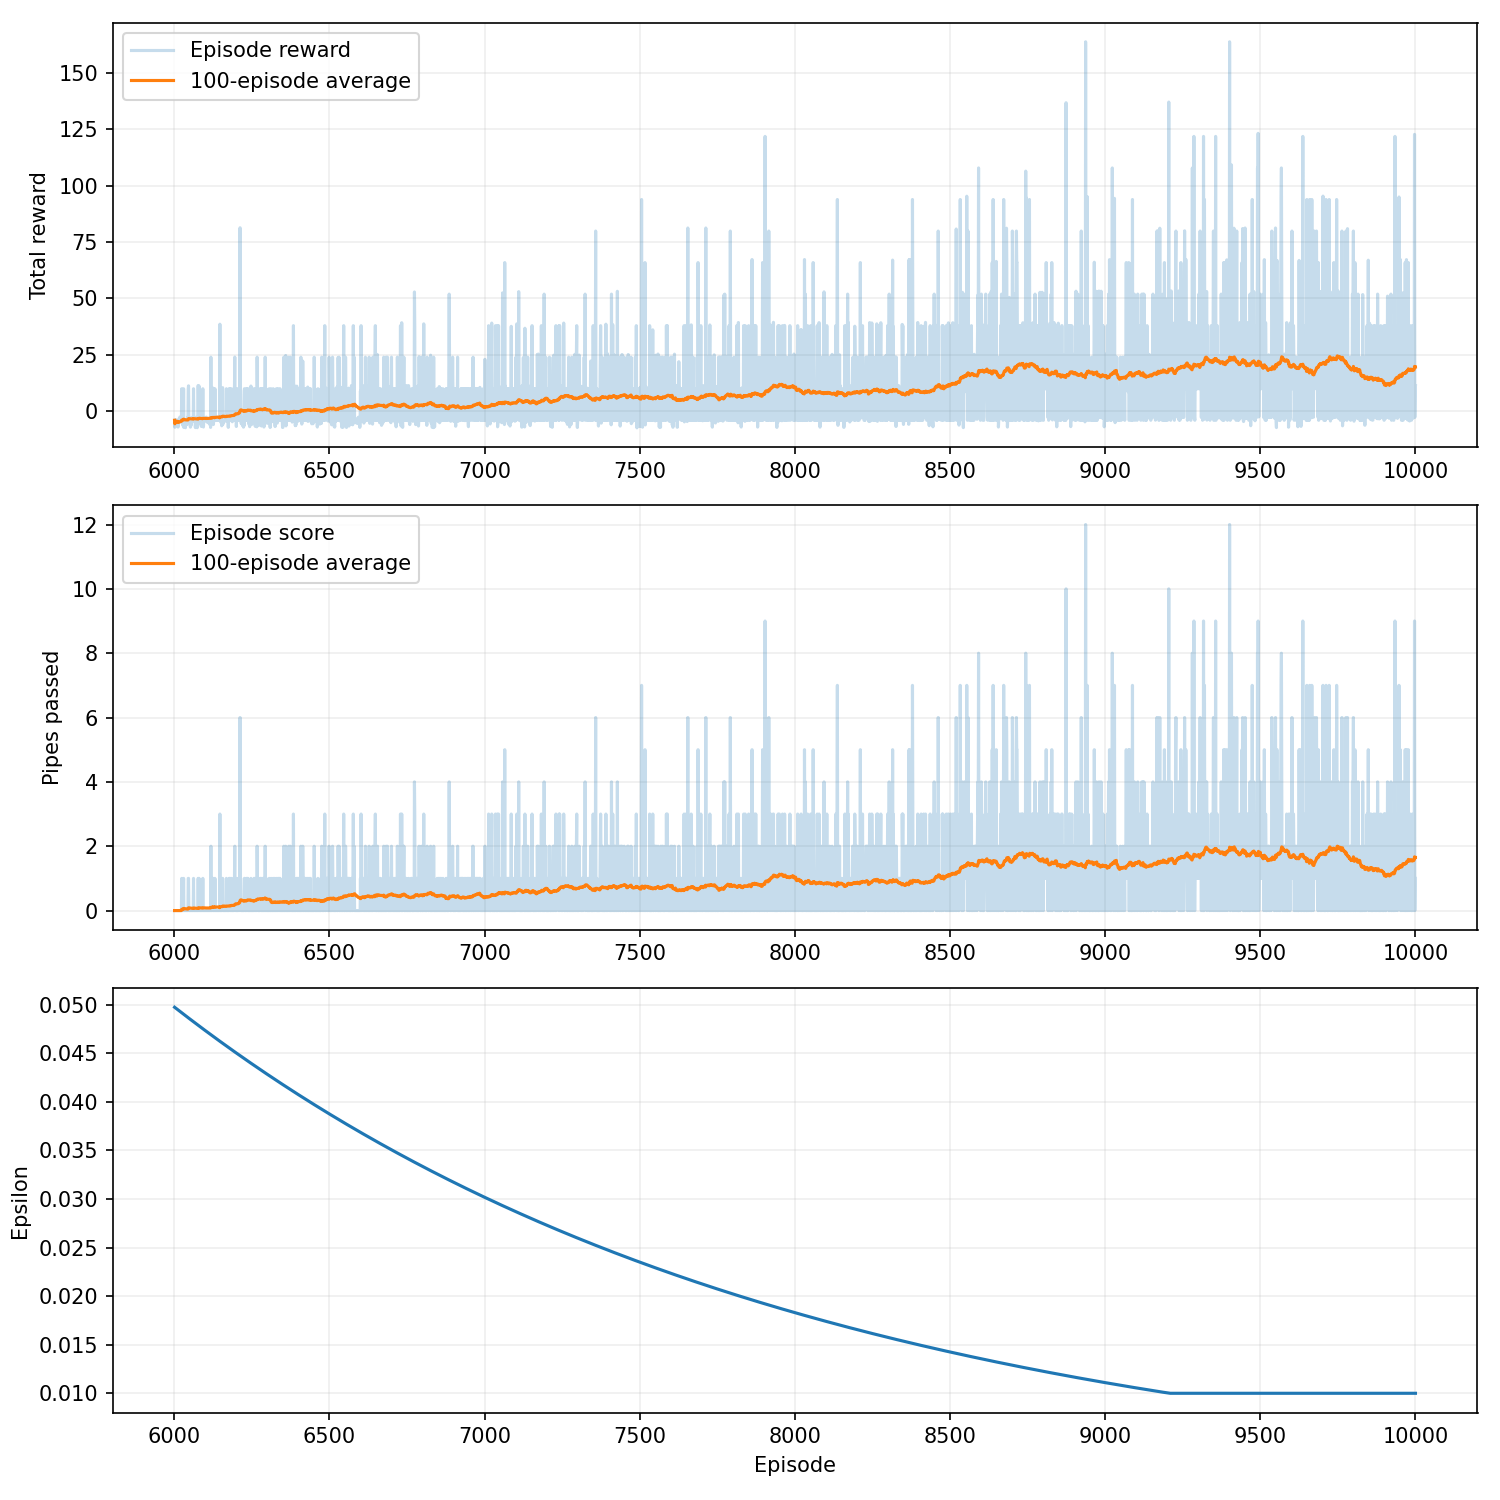 Episode reward
100-episode average
150
125
100
75
50
25
0
Total reward
6000 6500 7000 7500 8000 8500 9000 9500 10000
Episode score
100-episode average
12
10
8
6
4
2
0
Pipes passed
6000 6500 7000 7500 8000 8500 9000 9500 10000
0.050
0.045
0.040
0.035
0.030
0.025
0.020
0.015
0.010
Epsilon
6000 6500 7000 7500 8000 8500 9000 9500 10000
Episode